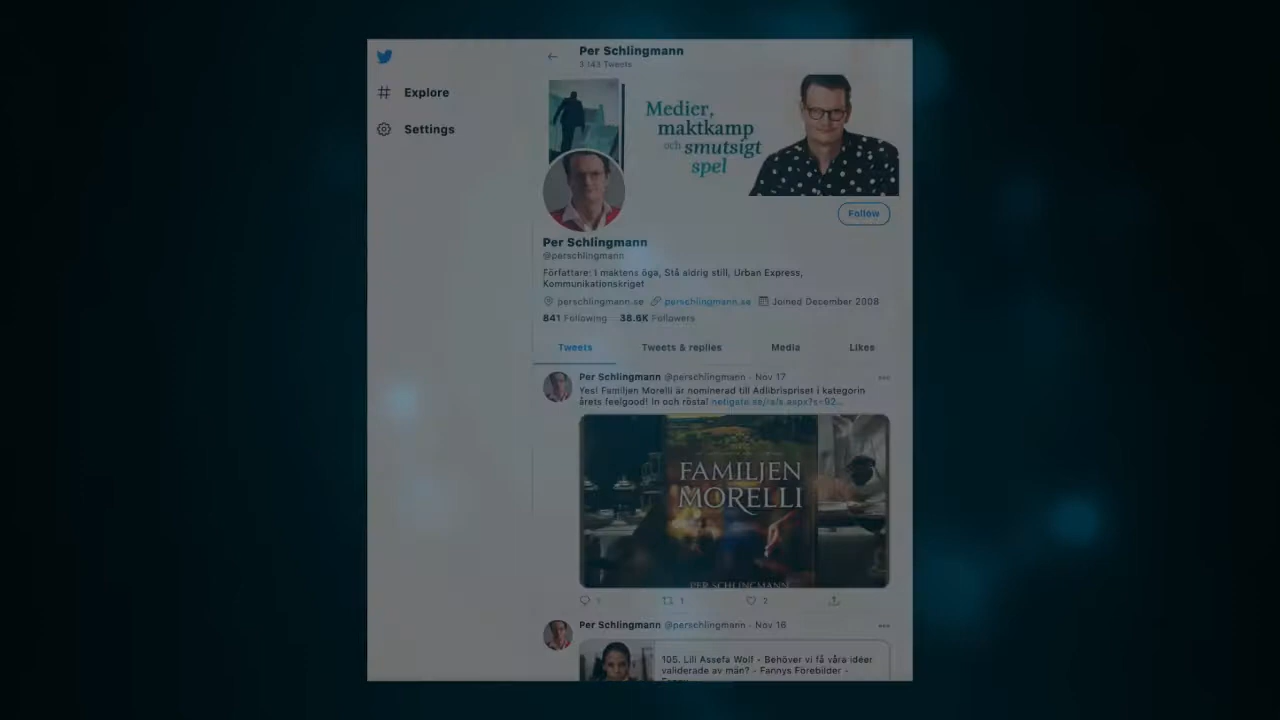 Per Schlingmann
3 143 Tweets
Explore
Settings
Medier,
maktkamp
och smutsigt
spel
Follow
Per Schlingmann
@perschlingmann
Författare: I maktens öga, Stå aldrig still, Urban Express,
Kommunikationskriget
perschlingmann.se perschlingmann.se Joined December 2008
841 Following 38.6K Followers
Tweets Tweets & replies Media Likes
Per Schlingmann @perschlingmann · Nov 17
Yes! Familjen Morelli är nominerad till Adlibrispriset i kategorin
årets feelgood! In och rösta! netigate.se/ra/s.aspx?s=92…
FAMILJEN
MORELLI
PER SCHLINGMANN
1 2
Per Schlingmann @perschlingmann · Nov 16
105. Lili Assefa Wolf - Behöver vi få våra idéer
validerade av män? - Fannys Förebilder -